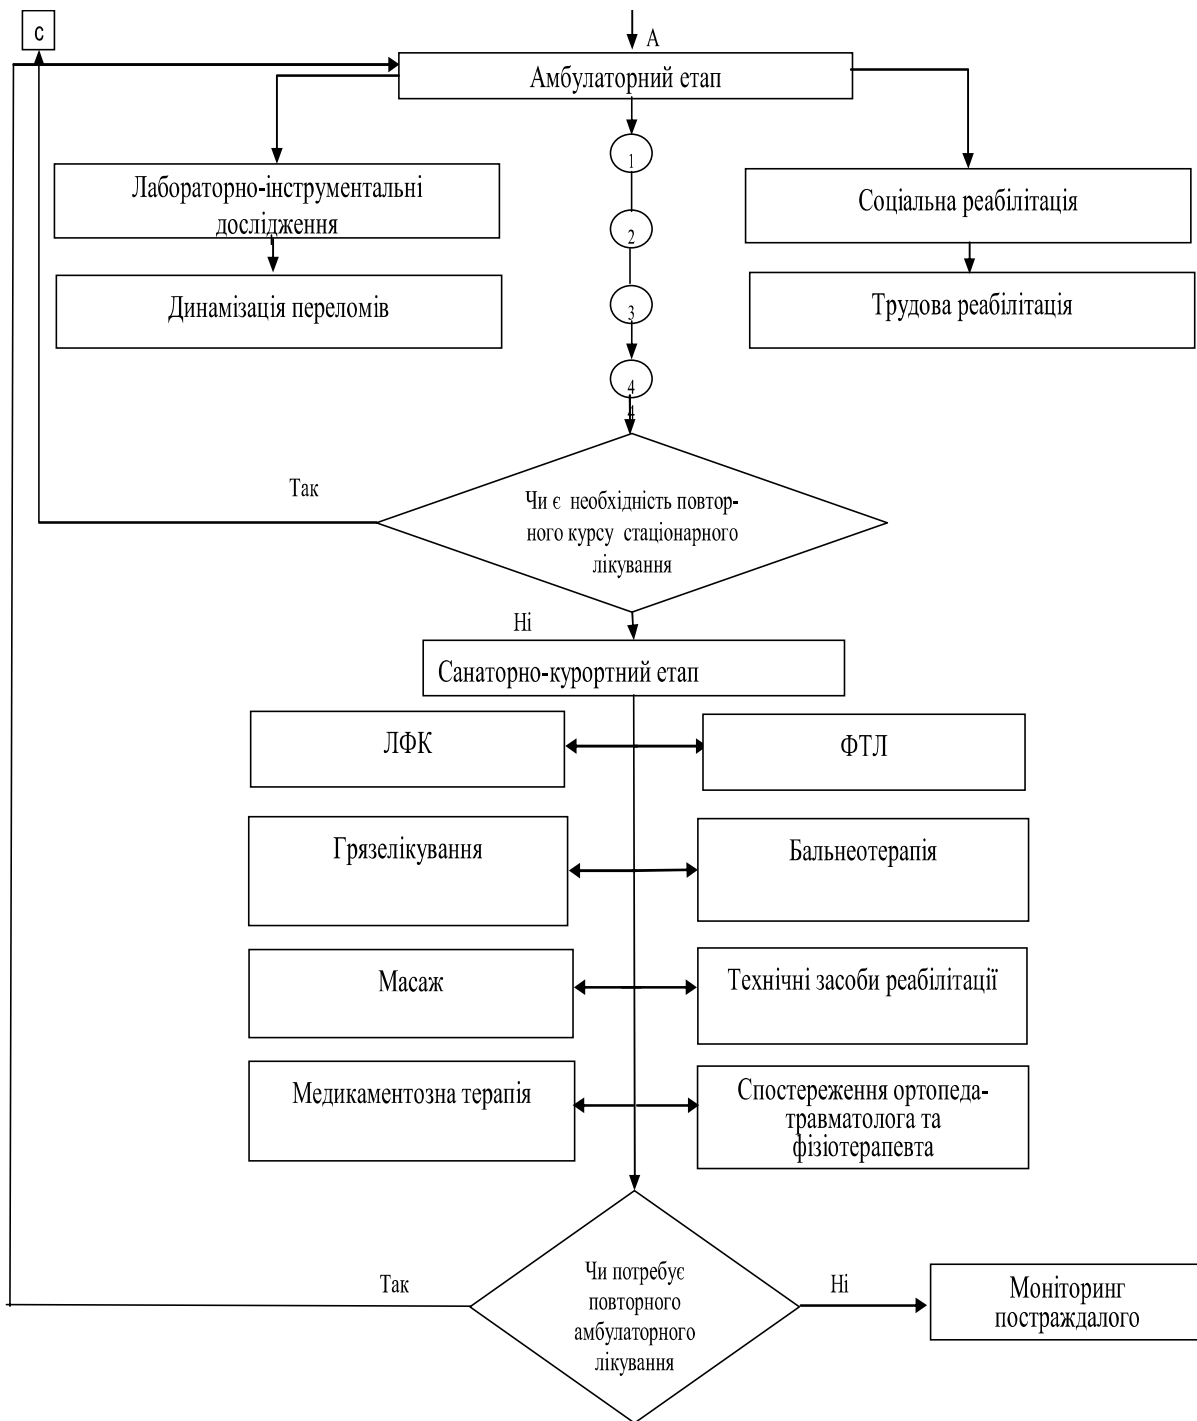 с
А
Амбулаторний етап
1
Лабораторно-інструментальні
дослідження
Соціальна реабілітація
2
Динамізація переломів
3
Трудова реабілітація
4
4
Так
Чи є необхідність повтор-
ного курсу стаціонарного
лікування
Ні
Санаторно-курортний етап
ЛФК
ФТЛ
Грязелікування
Бальнеотерапія
Масаж
Технічні засоби реабілітації
Медикаментозна терапія
Спостереження ортопеда-
травматолога та
фізіотерапевта
Так
Чи потребує
повторного
амбулаторного
лікування
Ні
Моніторинг
постраждалого